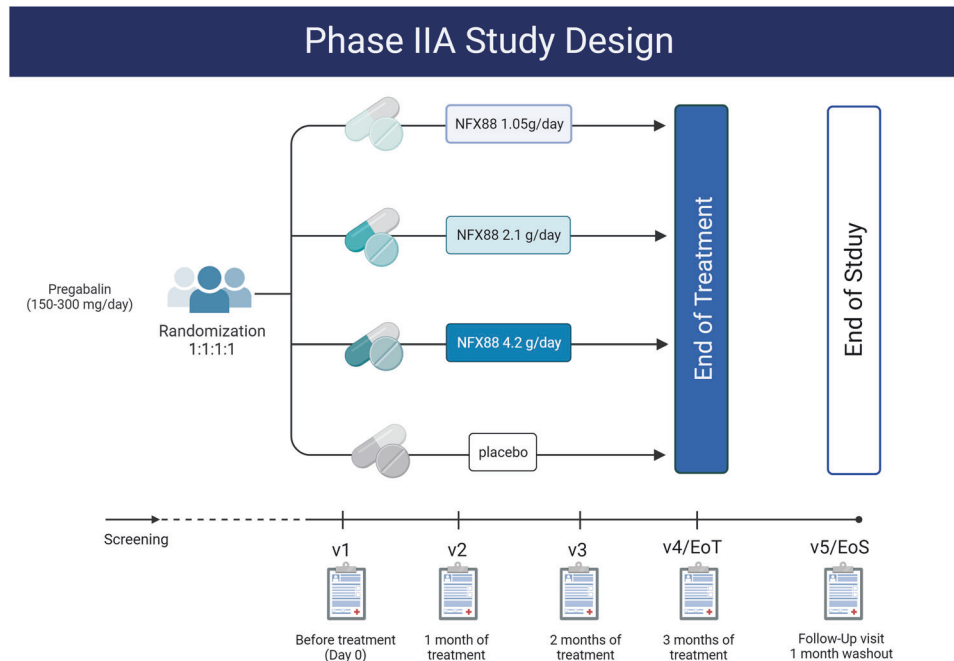 Phase IIA Study Design
NFX88 1.05g/day
NFX88 2.1 g/day
Pregabalin
(150-300 mg/day)
Randomization
1:1:1:1
NFX88 4.2 g/day
placebo
End of Treatment
End of Stduy
Screening
v1
v2
v3
v4/EoT
v5/EoS
Before treatment
(Day 0)
1 month of
treatment
2 months of
treatment
3 months of
treatment
Follow-Up visit
1 month washout